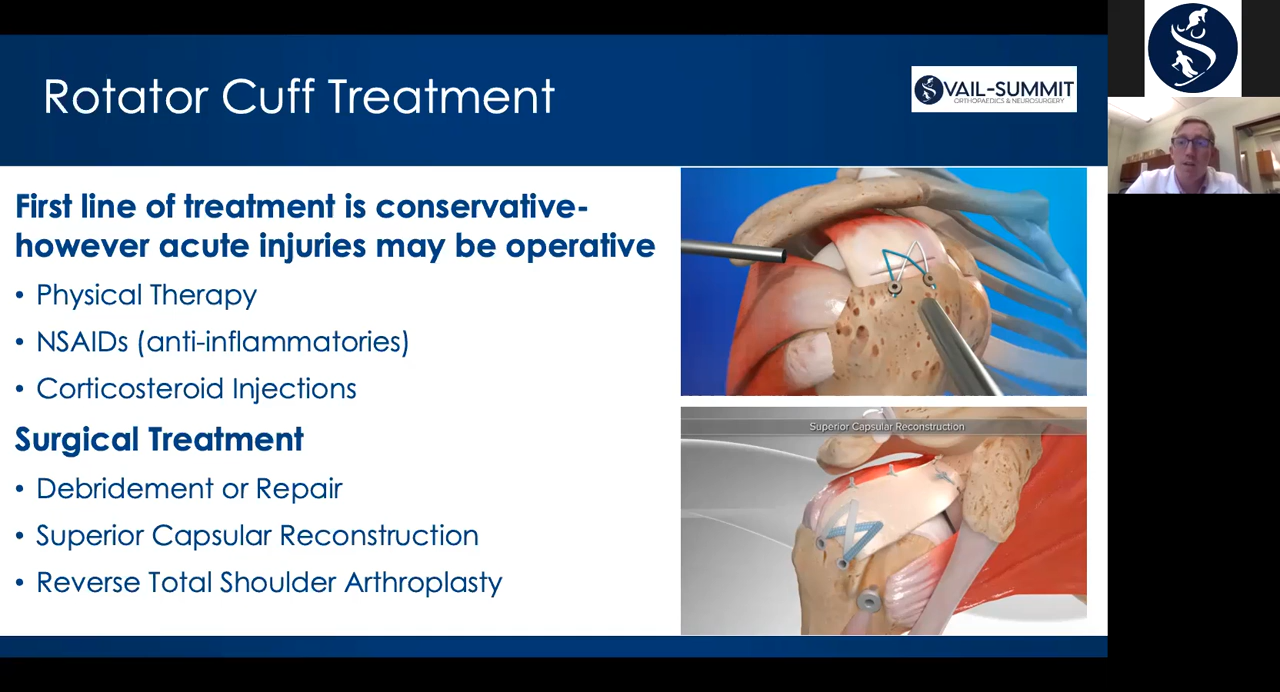 Rotator Cuff Treatment
VAIL-SUMMIT
ORTHOPAEDICS & NEUROSURGERY
First line of treatment is conservative-
however acute injuries may be operative
• Physical Therapy
• NSAIDs (anti-inflammatories)
• Corticosteroid Injections
Surgical Treatment
• Debridement or Repair
• Superior Capsular Reconstruction
• Reverse Total Shoulder Arthroplasty
Superior Capsular Reconstruction